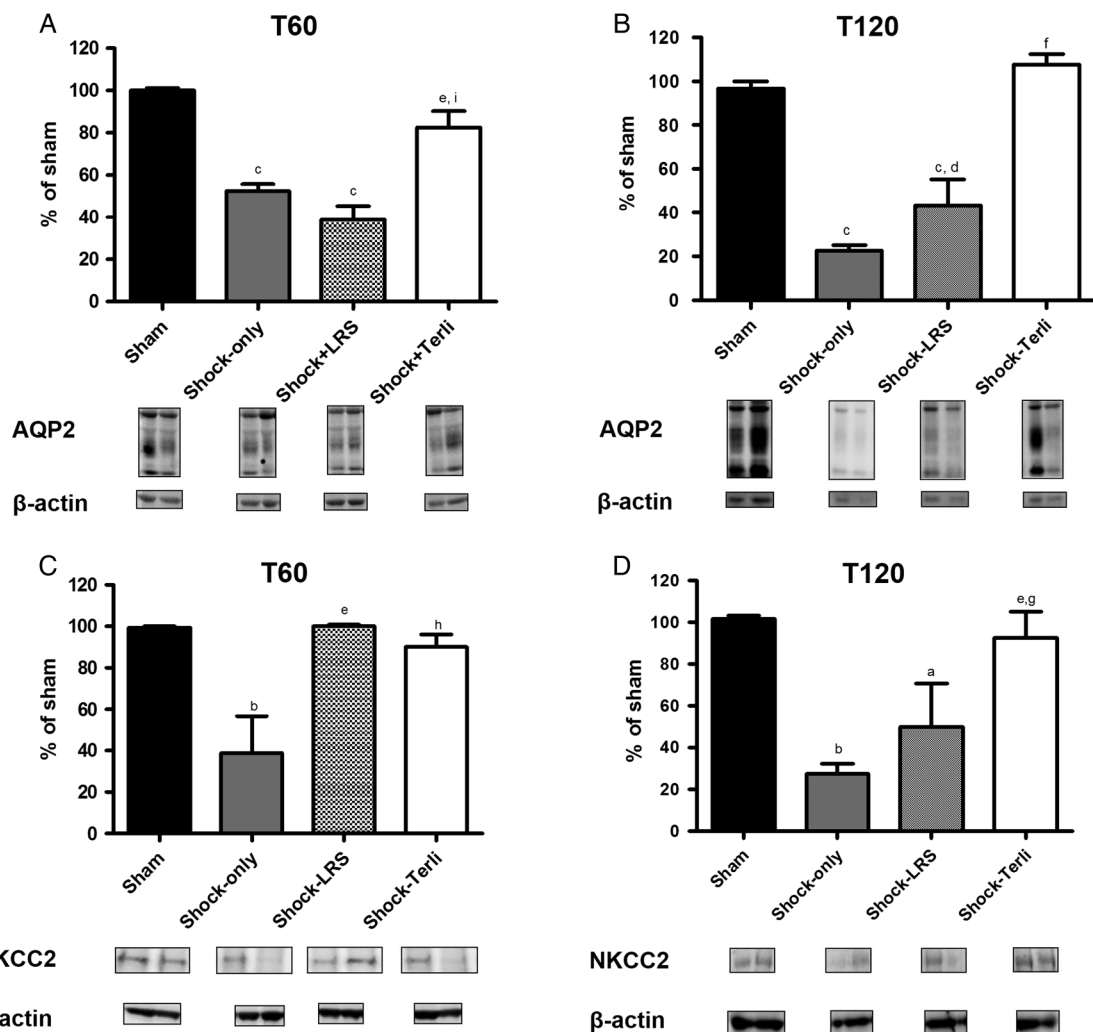 A
T60
% of sham
120
100
80
60
40
20
0
c
c
e, i
Sham
Shock-only
Shock+LRS
Shock+Terli
AQP2
β-actin
B
T120
% of sham
120
100
80
60
40
20
0
c
c, d
f
Sham
Shock-only
Shock-LRS
Shock-Terli
AQP2
β-actin
C
T60
% of sham
120
100
80
60
40
20
0
b
e
h
Sham
Shock-only
Shock-LRS
Shock-Terli
KCC2
actin
D
T120
% of sham
120
100
80
60
40
20
0
b
a
e,g
Sham
Shock-only
Shock-LRS
Shock-Terli
NKCC2
β-actin